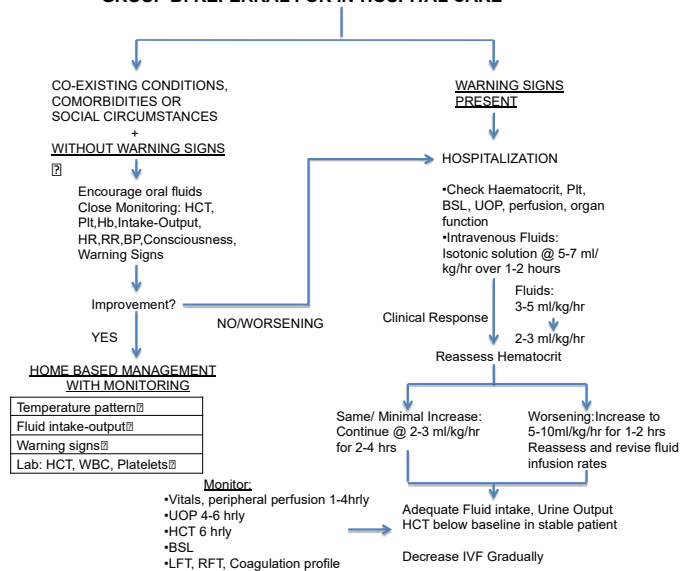 CO-EXISTING CONDITIONS,
COMORBIDITIES OR
SOCIAL CIRCUMSTANCES
+
WITHOUT WARNING SIGNS
Encourage oral fluids
Close Monitoring: HCT,
Plt,Hb,Intake-Output,
HR,RR,BP,Consciousness,
Warning Signs
Improvement?
YES
NO/WORSENING
HOME BASED MANAGEMENT
WITH MONITORING
Temperature pattern
Fluid intake-output
Warning signs
Lab: HCT, WBC, Platelets
WARNING SIGNS
PRESENT
HOSPITALIZATION
•Check Haematocrit, Plt,
BSL, UOP, perfusion, organ
function
•Intravenous Fluids:
Isotonic solution @ 5-7 ml/
kg/hr over 1-2 hours
Clinical Response
Fluids:
3-5 ml/kg/hr
2-3 ml/kg/hr
Reassess Hematocrit
Same/ Minimal Increase:
Continue @ 2-3 ml/kg/hr
for 2-4 hrs
Worsening:Increase to
5-10ml/kg/hr for 1-2 hrs
Reassess and revise fluid
infusion rates
Monitor:
•Vitals, peripheral perfusion 1-4hrly
•UOP 4-6 hrly
•HCT 6 hrly
•BSL
•LFT, RFT, Coagulation profile
Adequate Fluid intake, Urine Output
HCT below baseline in stable patient
Decrease IVF Gradually